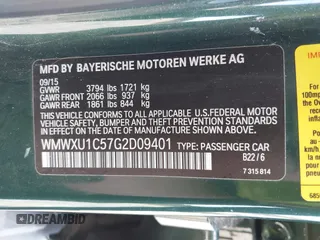 MFD BY BAYERISCHE MOTOREN WERKE AG
09/15
GVWR 3794 lbs 1721 kg
GAWR FRONT 2066 lbs 937 kg
GAWR REAR 1861 lbs 844 kg
THIS VEHICLE CONFORMS TO ALL APPLICABLE
U.S. FEDERAL MOTOR VEHICLE SAFETY, BUMPER,
AND THEFT PREVENTION STANDARDS IN EFFECT
ON THE DATE OF MANUFACTURE SHOWN ABOVE.
WMWXU1C57G2D09401 TYPE: PASSENGER CAR
B22/6
7 315 814